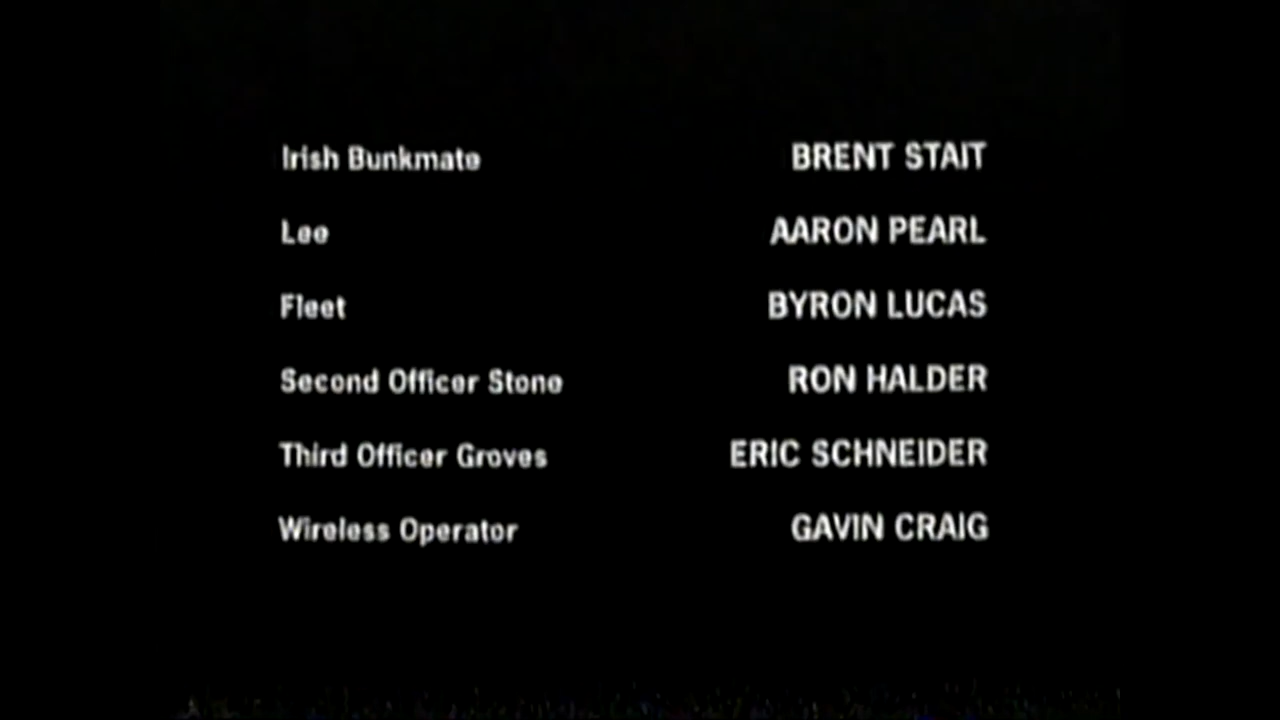 Irish Bunkmate BRENT STAIT
Lee AARON PEARL
Fleet BYRON LUCAS
Second Officer Stone RON HALDER
Third Officer Groves ERIC SCHNEIDER
Wireless Operator GAVIN CRAIG